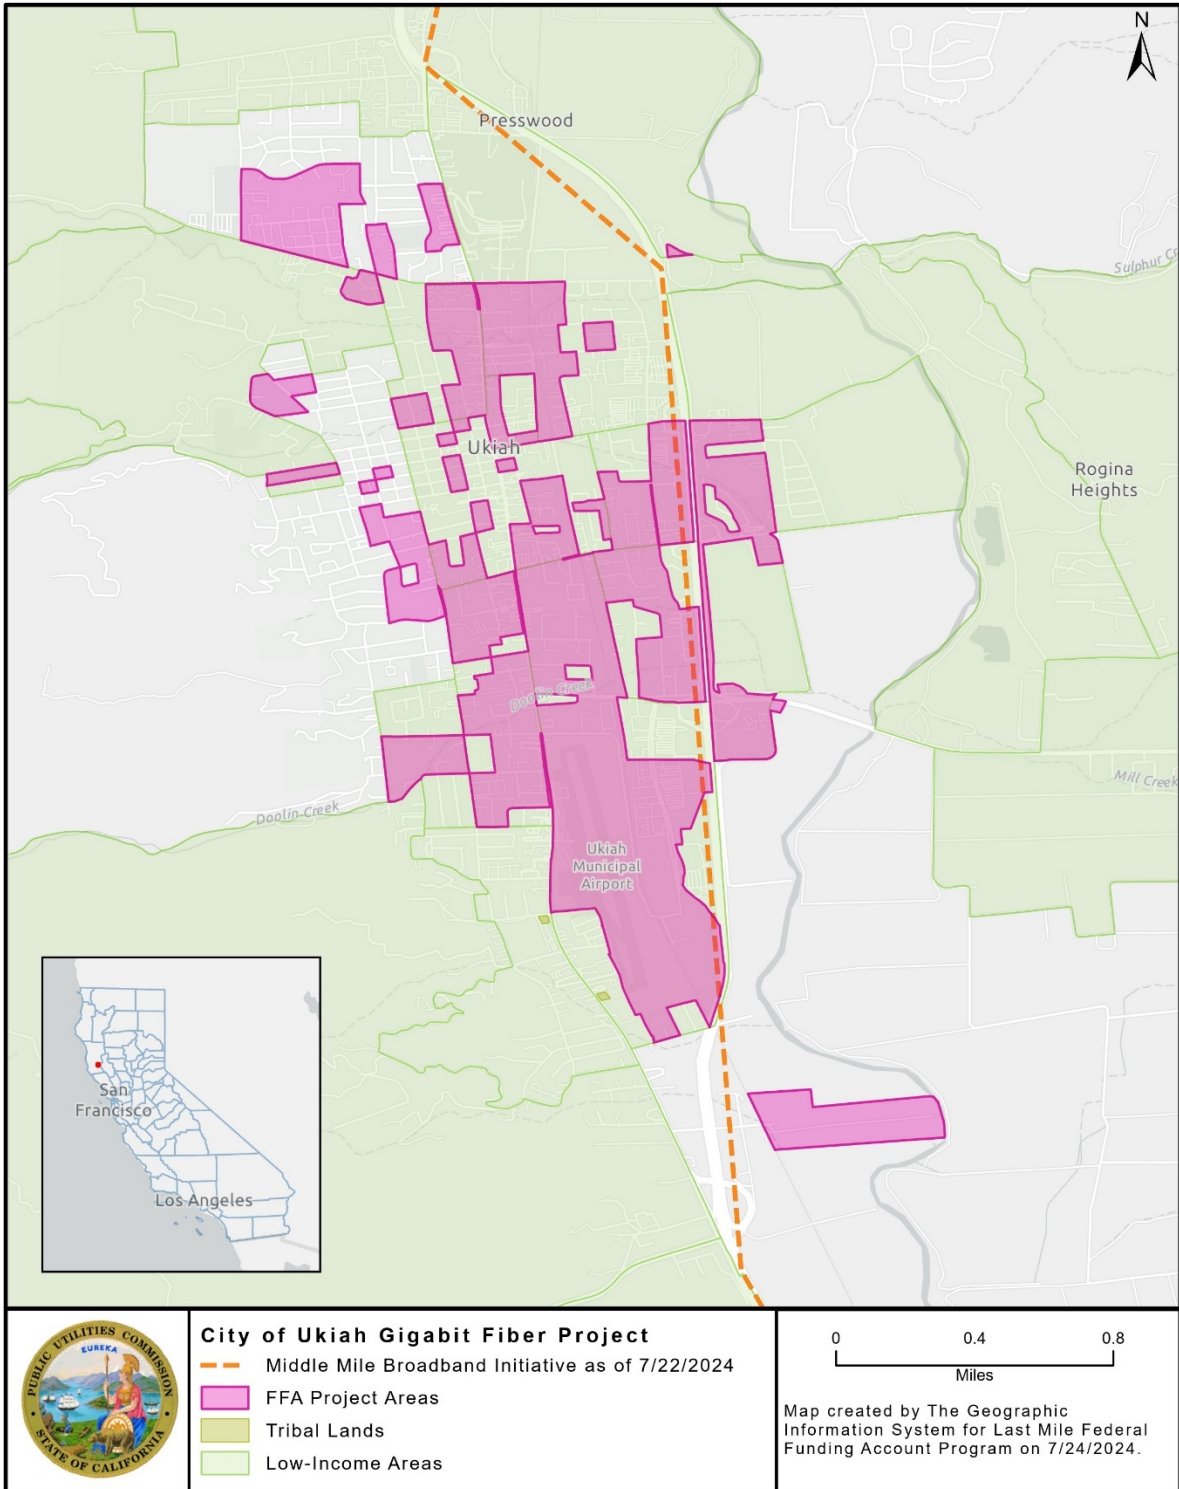 N
Presswood
Sulphur Cr
Ukiah
Rogina
Heights
Doolin Creek
Mill Creek
Doolin Creek
Ukiah
Municipal
Airport
San
Francisco
Los Angeles
PUBLIC UTILITIES COMMISSION
EUREKA
STATE OF CALIFORNIA
City of Ukiah Gigabit Fiber Project
Middle Mile Broadband Initiative as of 7/22/2024
FFA Project Areas
Tribal Lands
Low-Income Areas
0 0.4 0.8
Miles
Map created by The Geographic
Information System for Last Mile Federal
Funding Account Program on 7/24/2024.